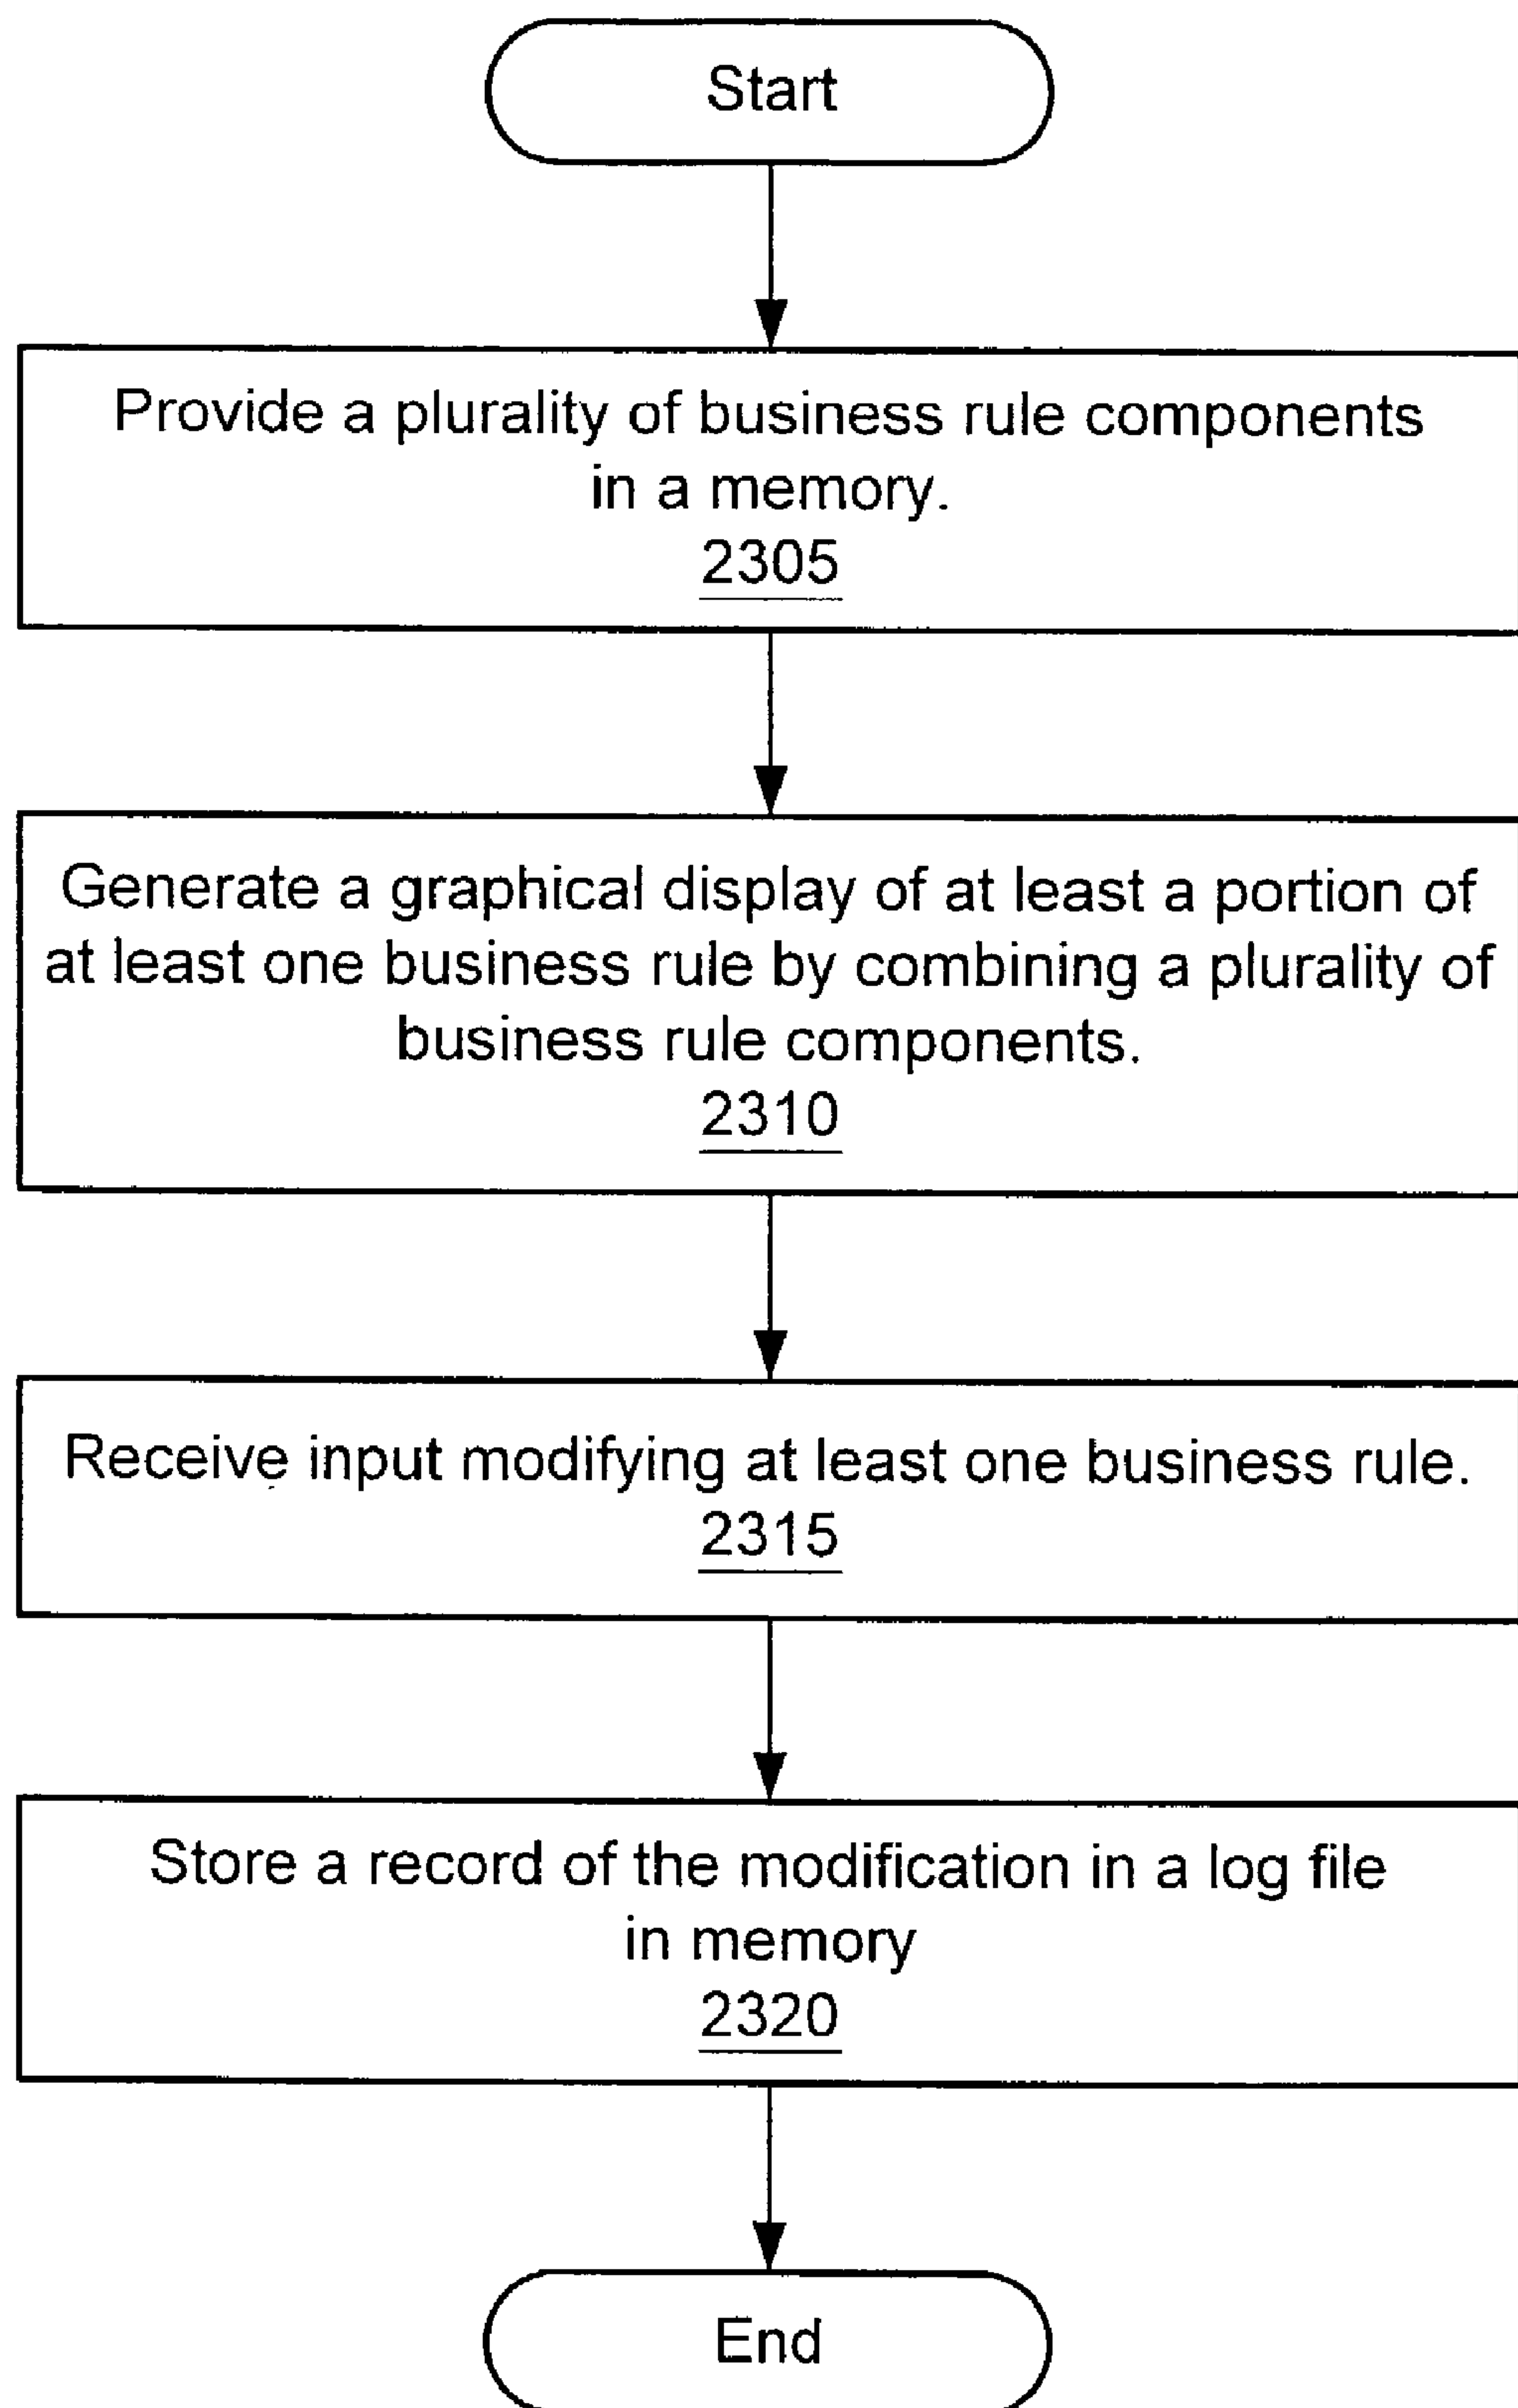 Start
Provide a plurality of business rule components
in a memory.
2305
Generate a graphical display of at least a portion of
at least one business rule by combining a plurality of
business rule components.
2310
Receive input modifying at least one business rule.
2315
Store a record of the modification in a log file
in memory
2320
End